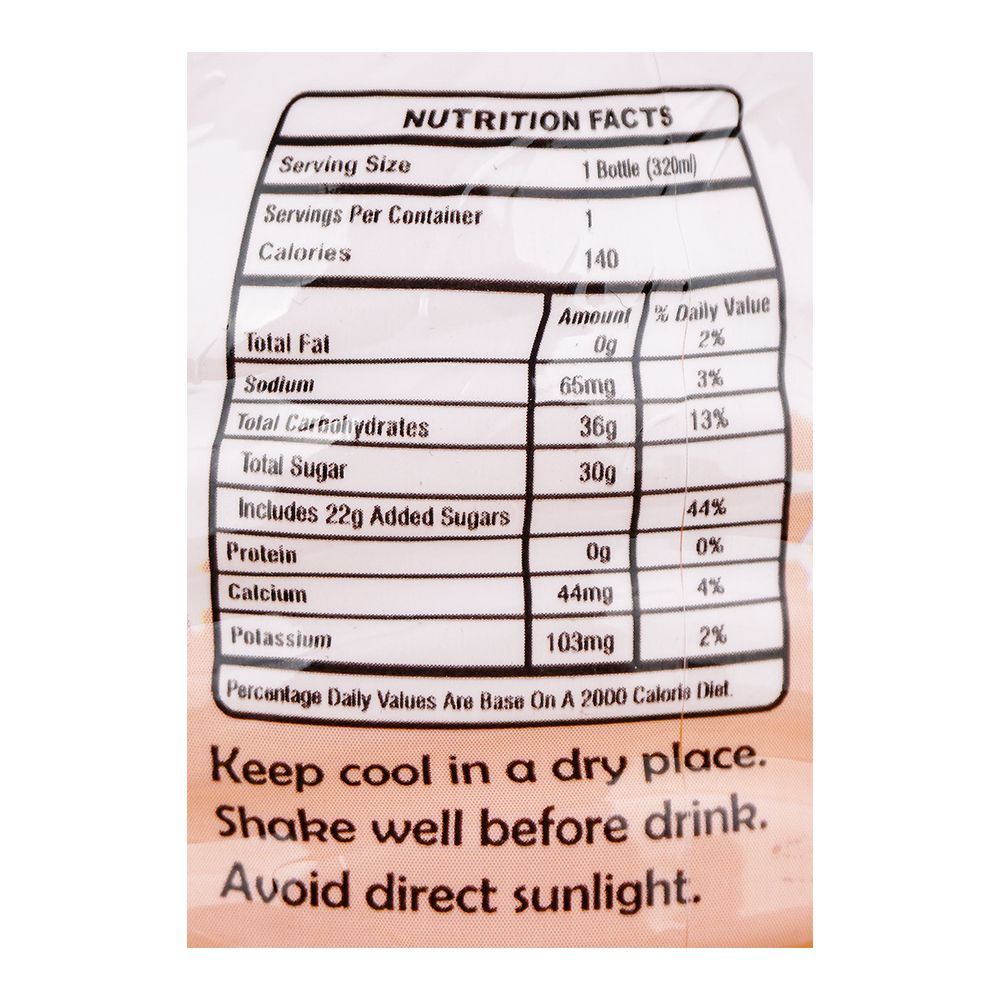 NUTRITION FACTS
Serving Size 1 Bottle (320ml)
Servings Per Container 1
Calories 140
Amount % Daily Value
Total Fat 0g 2%
Sodium 65mg 3%
Total Carbohydrates 36g 13%
Total Sugar 30g
Includes 22g Added Sugars 44%
Protein 0g 0%
Calcium 44mg 4%
Potassium 103mg 2%
Percentage Daily Values Are Base On A 2000 Calorie Diet.
Keep cool in a dry place.
Shake well before drink.
Avoid direct sunlight.